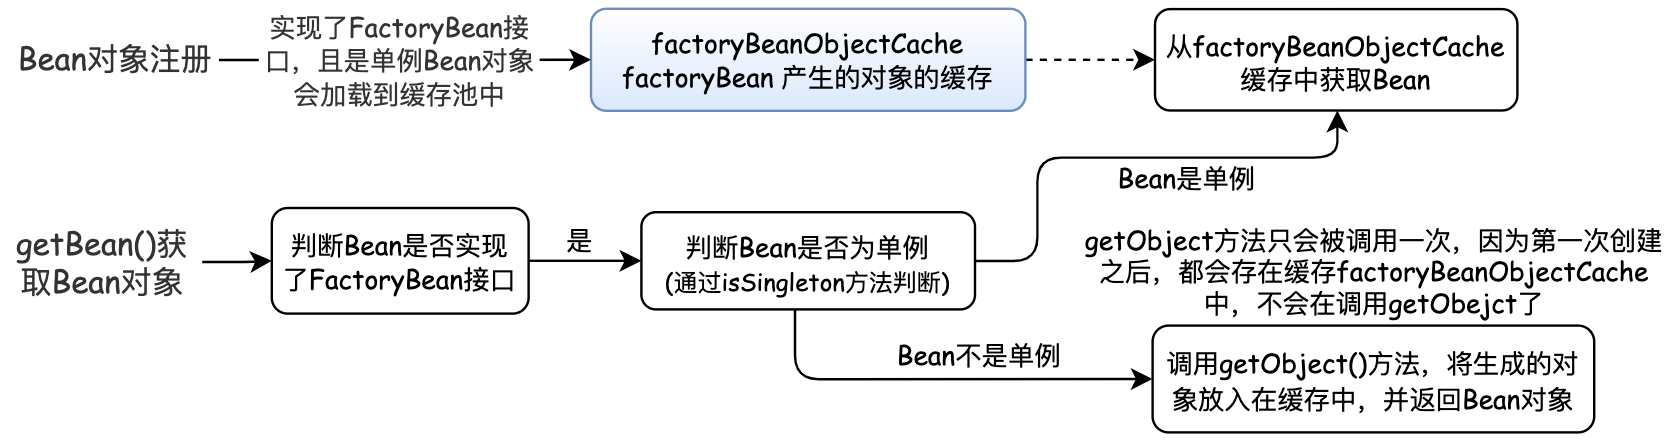 Bean对象注册
实现了FactoryBean接
口，且是单例Bean对象
会加载到缓存池中
factoryBeanObjectCache
factoryBean 产生的对象的缓存
从factoryBeanObjectCache
缓存中获取Bean
Bean是单例
getBean()获
取Bean对象
判断Bean是否实现
了FactoryBean接口
是
判断Bean是否为单例
(通过isSingleton方法判断)
getObject方法只会被调用一次，因为第一次创建
之后，都会存在缓存factoryBeanObjectCache
中，不会在调用getObejct了
Bean不是单例
调用getObject()方法，将生成的对
象放入在缓存中，并返回Bean对象